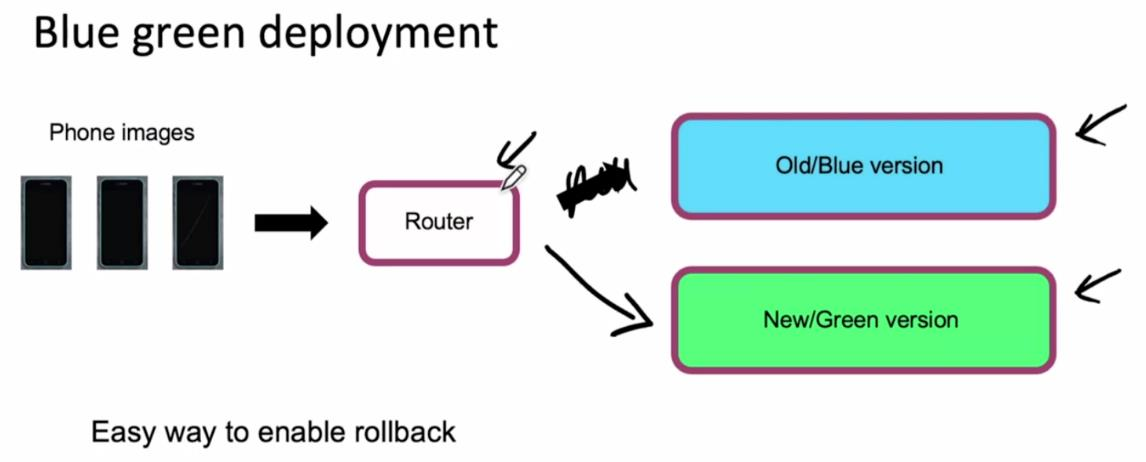 Blue green deployment
Phone images
Router
Old/Blue version
New/Green version
Easy way to enable rollback